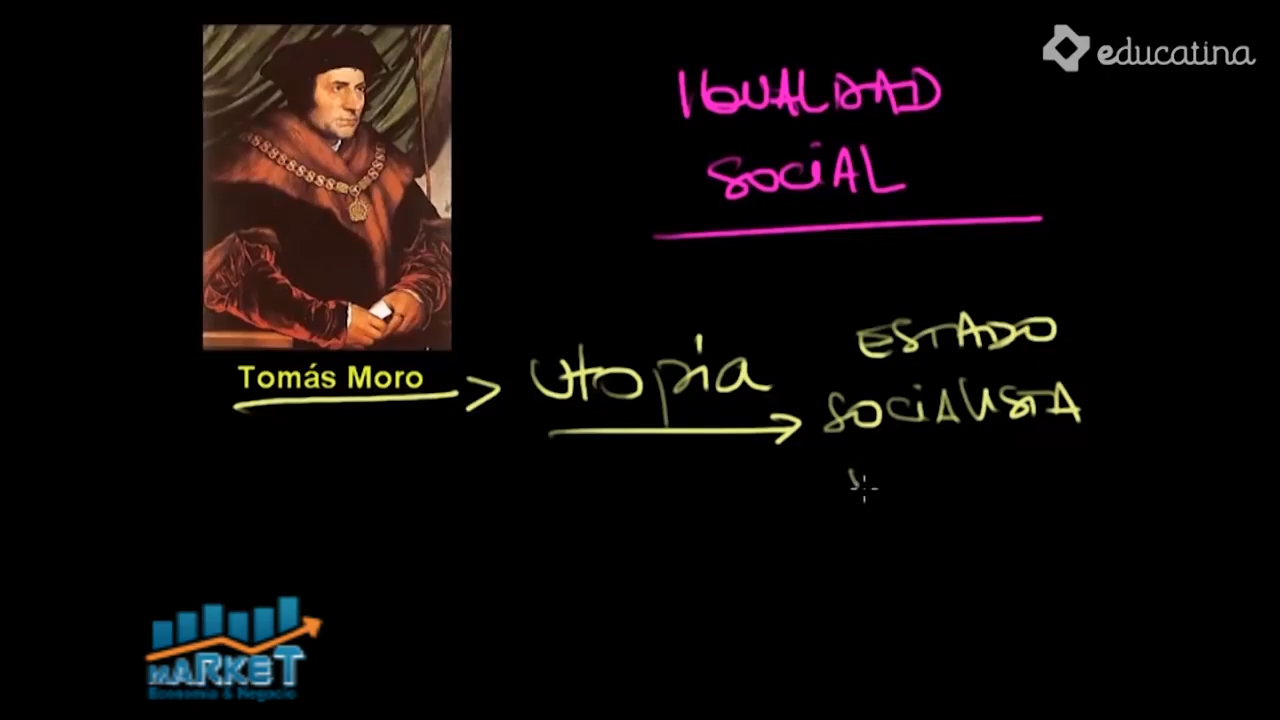 educatina
IGUALDAD
SOCiAL
Tomás Moro
utopia
ESTADO
SOCiALiSTA
MARKET
Economía & Negocio